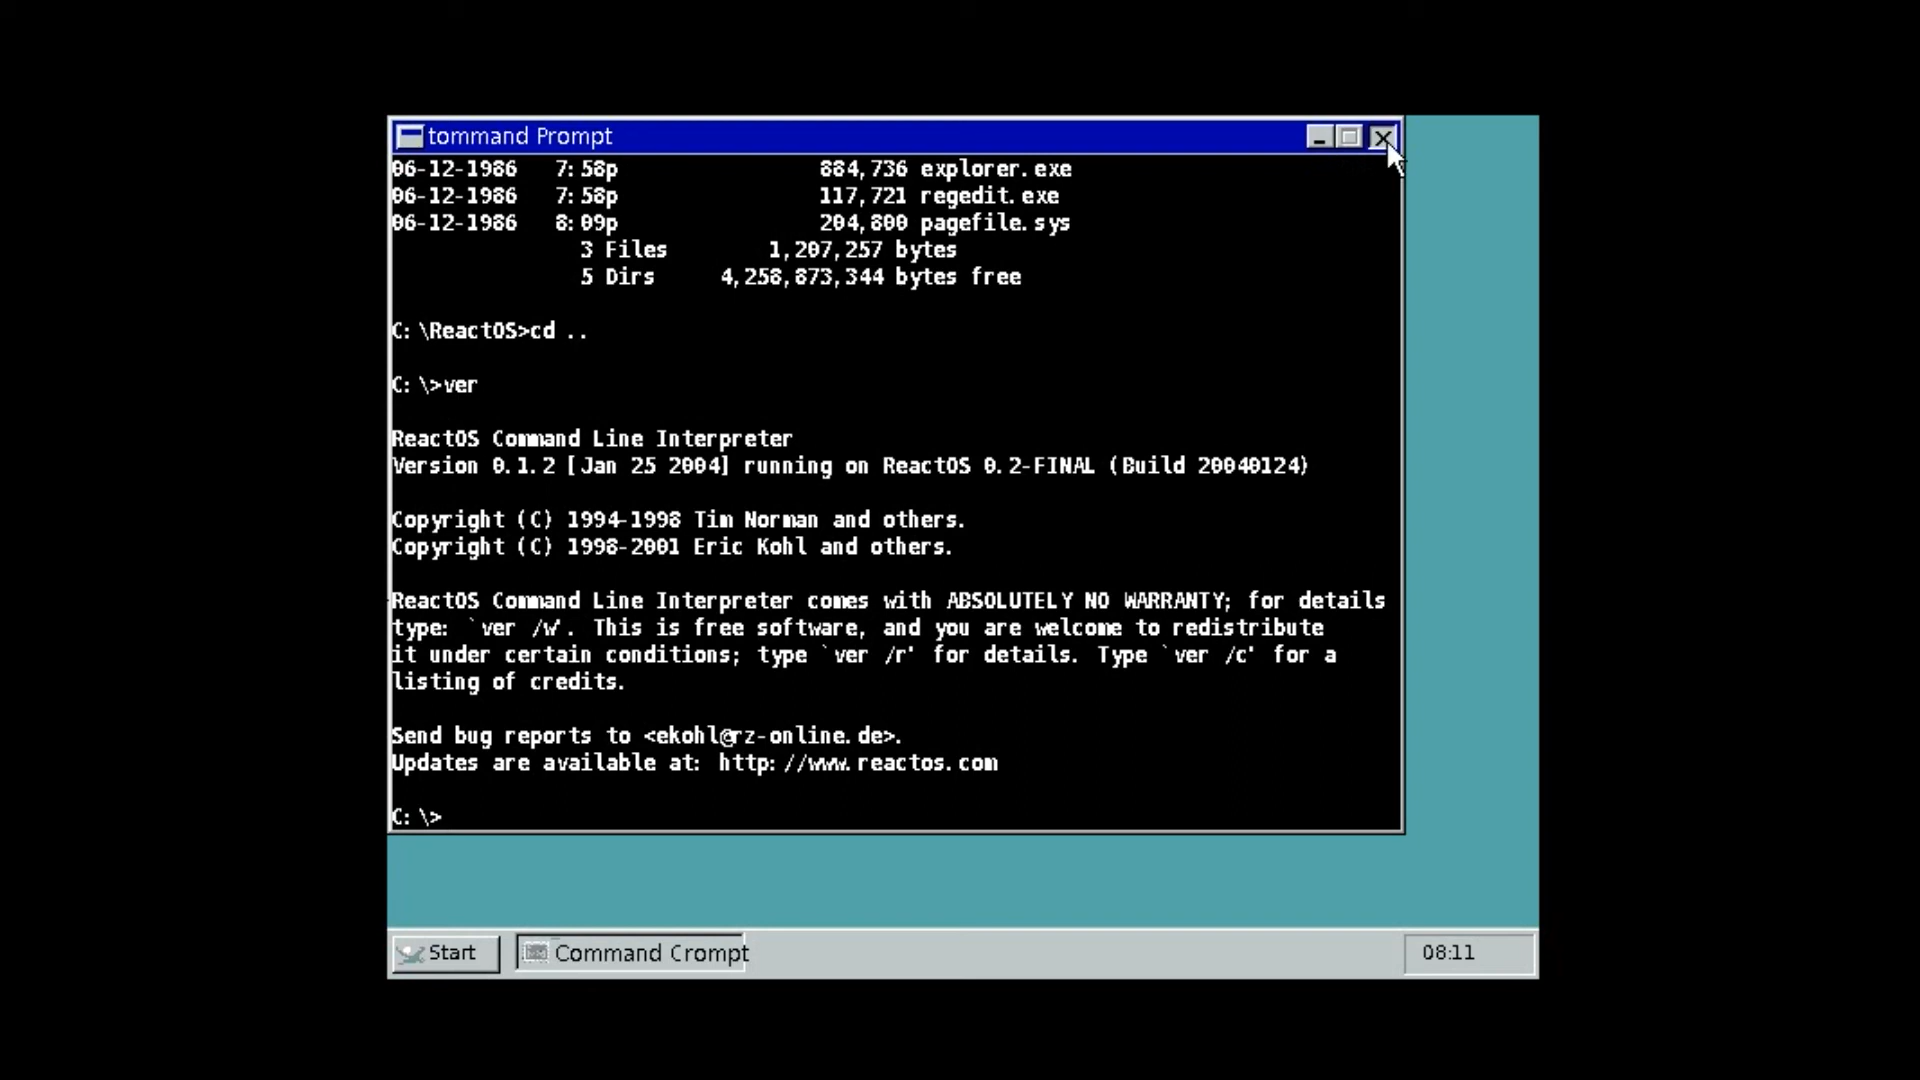 tommand Prompt
06-12-1986   7:58p                884,736 explorer.exe
06-12-1986   7:58p                117,721 regedit.exe
06-12-1986   8:09p                204,800 pagefile.sys
3 Files        1,207,257 bytes
5 Dirs     4,258,873,344 bytes free
C:\ReactOS>cd ..
C:\>ver
ReactOS Command Line Interpreter
Version 0.1.2 [Jan 25 2004] running on ReactOS 0.2-FINAL (Build 20040124)
Copyright (C) 1994-1998 Tim Norman and others.
Copyright (C) 1998-2001 Eric Kohl and others.
ReactOS Command Line Interpreter comes with ABSOLUTELY NO WARRANTY; for details
type: `ver /w'. This is free software, and you are welcome to redistribute
it under certain conditions; type `ver /r' for details. Type `ver /c' for a
listing of credits.
Send bug reports to <ekohl@rz-online.de>.
Updates are available at: http://www.reactos.com
C:\>
Start
Command Crompt
08:11